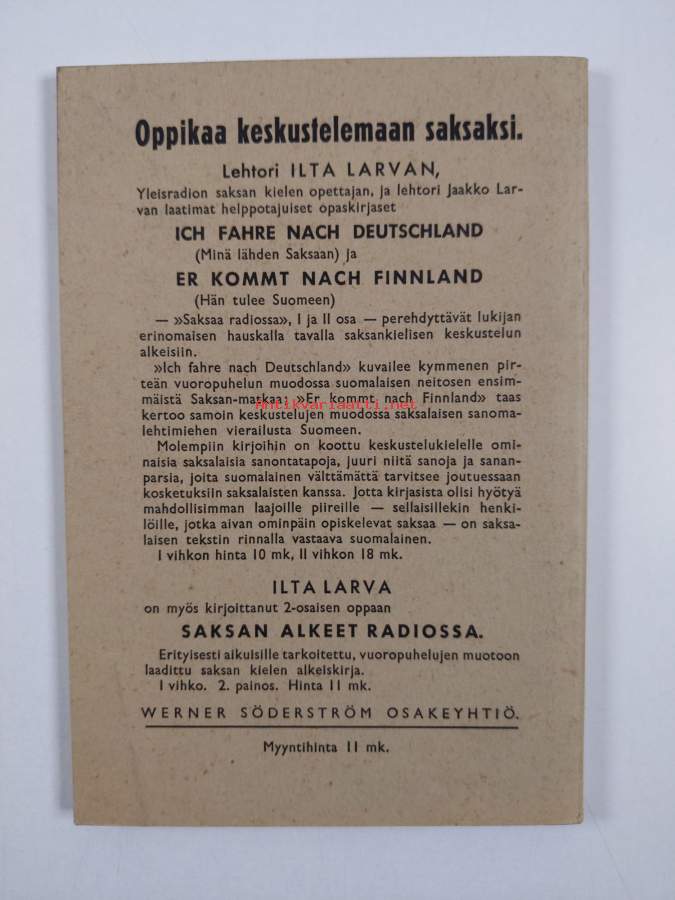 Oppikaa keskustelemaan saksaksi.
Lehtori ILTA LARVAN,
Yleisradion saksan kielen opettajan, ja lehtori Jaakko Lar-
van laatimat helppotajuiset opaskirjaset
ICH FAHRE NACH DEUTSCHLAND
(Minä lähden Saksaan) ja
ER KOMMT NACH FINNLAND
(Hän tulee Suomeen)
— »Saksaa radiossa», I ja II osa — perehdyttävät lukijan
erinomaisen hauskalla tavalla saksankielisen keskustelun
alkeisiin.
»Ich fahre nach Deutschland» kuvailee kymmenen pir-
teän vuoropuhelun muodossa suomalaisen neitosen ensim-
mäistä Saksan-matkaa; »Er kommt nach Finnland» taas
Antikvariaatti.net
kertoo samoin keskustelujen muodossa saksalaisen sanoma-
lehtimiehen vierailusta Suomeen.
Molempiin kirjoihin on koottu keskustelukielelle omi-
naisia saksalaisia sanontatapoja, juuri niitä sanoja ja sanan-
parsia, joita suomalainen välttämättä tarvitsee joutuessaan
kosketuksiin saksalaisten kanssa. Jotta kirjasista olisi hyötyä
mahdollisimman laajoille piireille — sellaisillekin henki-
löille, jotka aivan ominpäin opiskelevat saksaa — on saksa-
laisen tekstin rinnalla vastaava suomalainen.
I vihkon hinta 10 mk, II vihkon 18 mk.
ILTA LARVA
on myös kirjoittanut 2-osaisen oppaan
SAKSAN ALKEET RADIOSSA.
Erityisesti aikuisille tarkoitettu, vuoropuhelujen muotoon
laadittu saksan kielen alkeiskirja.
I vihko. 2. painos. Hinta 11 mk.
WERNER SÖDERSTRÖM OSAKEYHTIÖ.
Myyntihinta 11 mk.